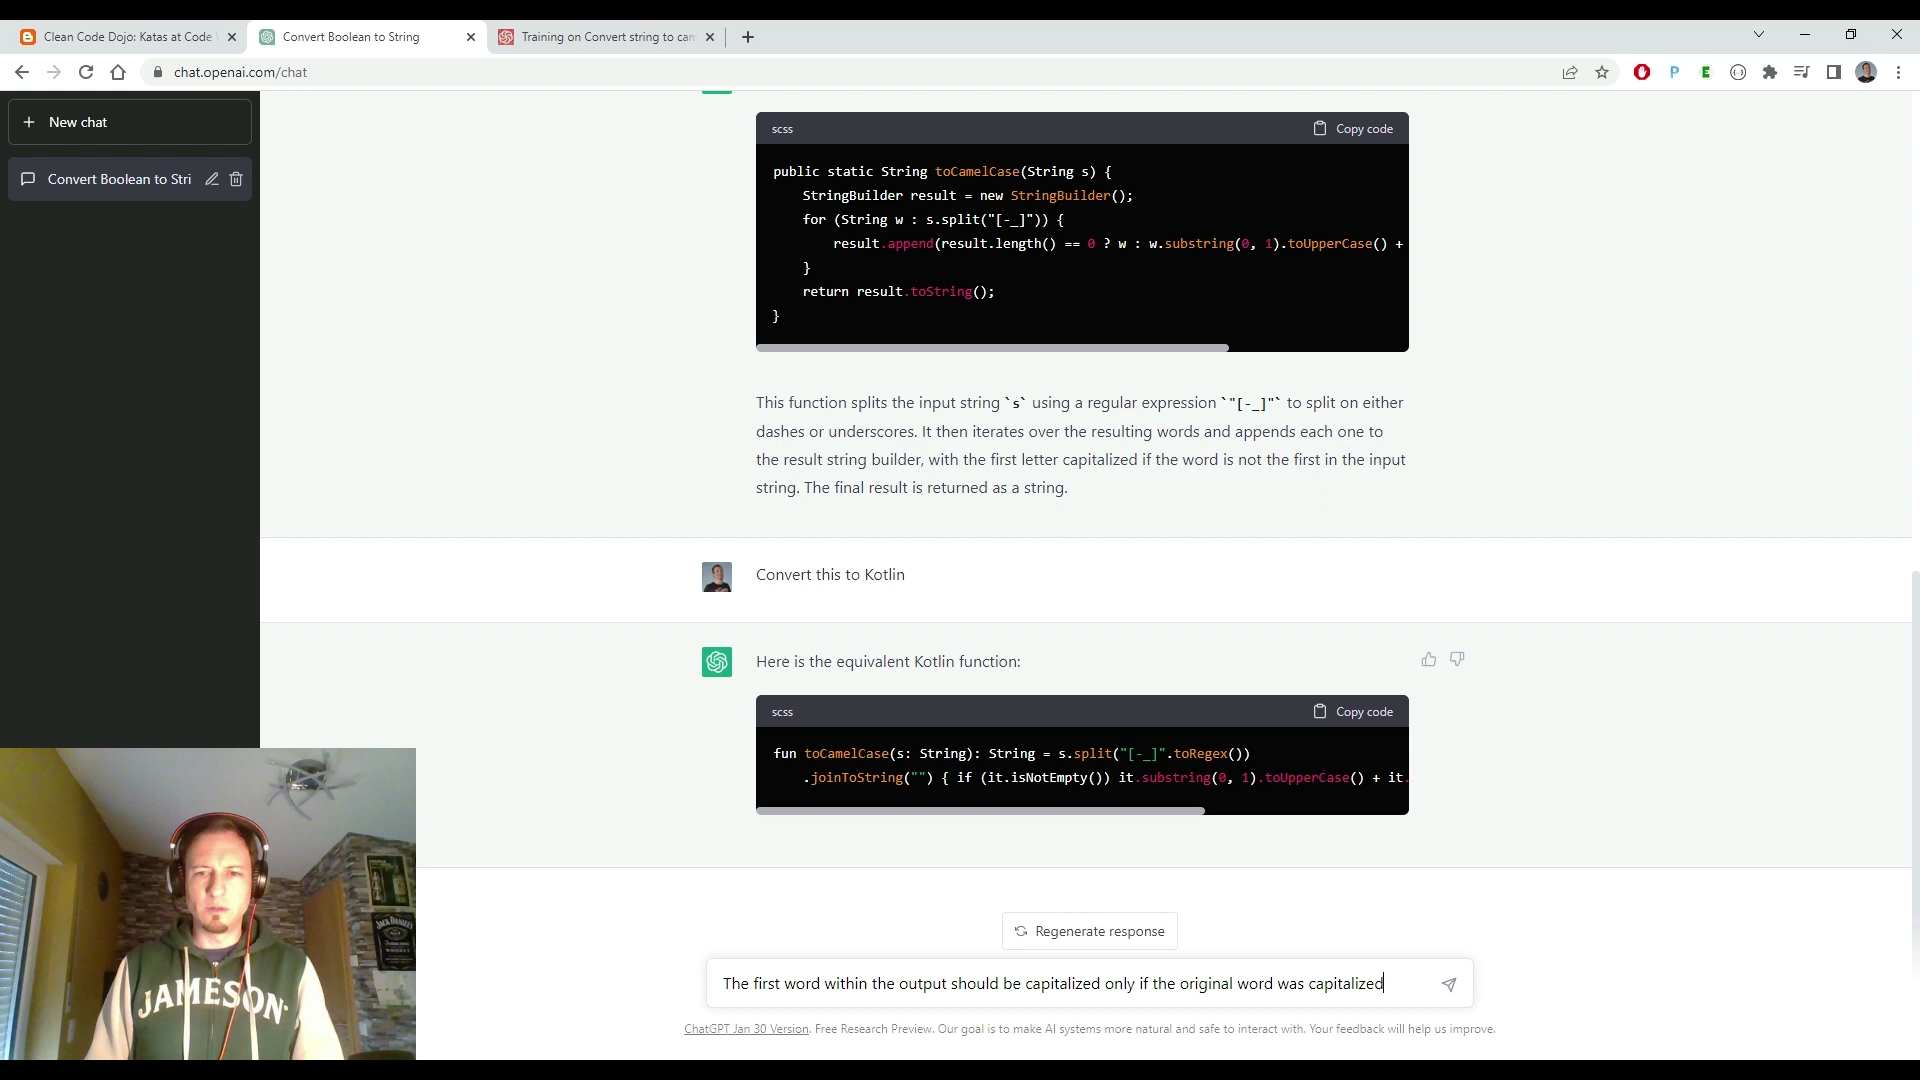 Clean Code Dojo: Katas at Code
Convert Boolean to String
Training on Convert string to can
chat.openai.com/chat
New chat
Convert Boolean to Stri
scss
Copy code
public static String toCamelCase(String s) {
StringBuilder result = new StringBuilder();
for (String w : s.split("[-_]")) {
result.append(result.length() == 0 ? w : w.substring(0, 1).toUpperCase() +
}
return result.toString();
}
This function splits the input string `s` using a regular expression `"[-_]"` to split on either
dashes or underscores. It then iterates over the resulting words and appends each one to
the result string builder, with the first letter capitalized if the word is not the first in the input
string. The final result is returned as a string.
Convert this to Kotlin
Here is the equivalent Kotlin function:
scss
Copy code
fun toCamelCase(s: String): String = s.split("[-_]".toRegex())
.joinToString("") { if (it.isNotEmpty()) it.substring(0, 1).toUpperCase() + it.
JAMESON
JACK DANIEL'S
Regenerate response
The first word within the output should be capitalized only if the original word was capitalized
ChatGPT Jan 30 Version. Free Research Preview. Our goal is to make AI systems more natural and safe to interact with. Your feedback will help us improve.